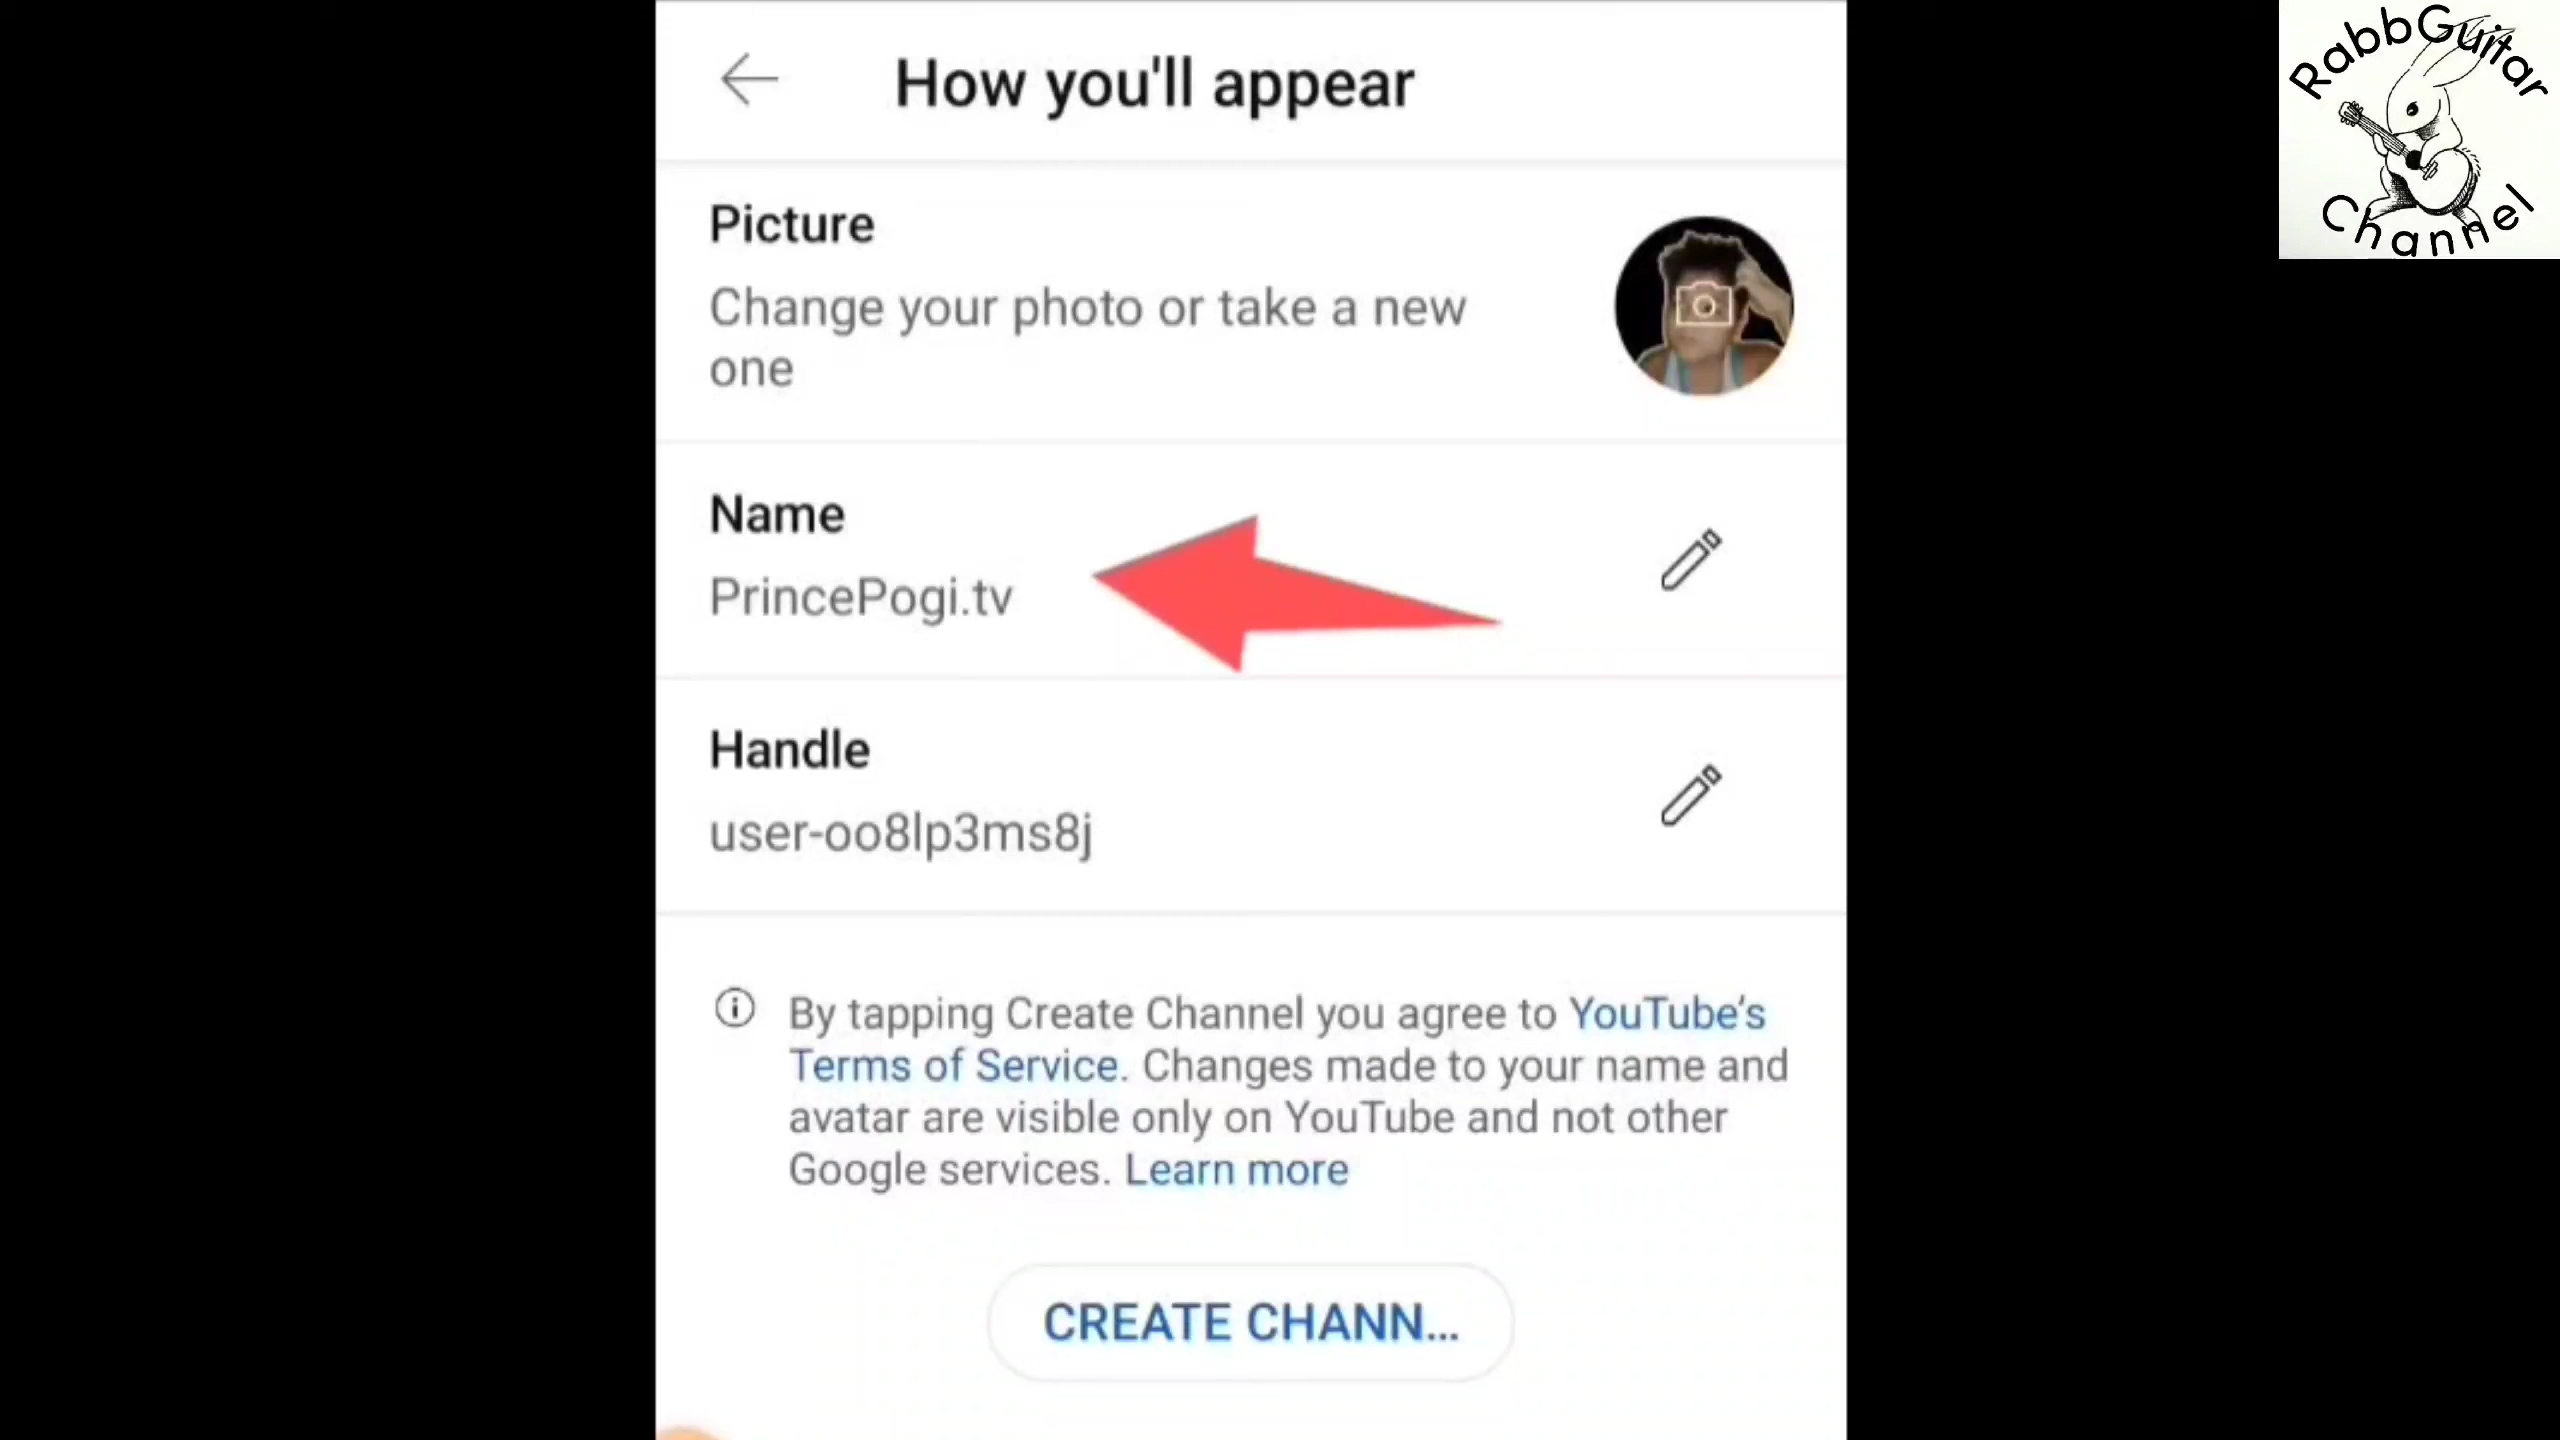 How you'll appear
RabbGuitar
Channel
Picture
Change your photo or take a new
one
Name
PrincePogi.tv
Handle
user-oo8lp3ms8j
By tapping Create Channel you agree to YouTube's
Terms of Service. Changes made to your name and
avatar are visible only on YouTube and not other
Google services. Learn more
CREATE CHANN...